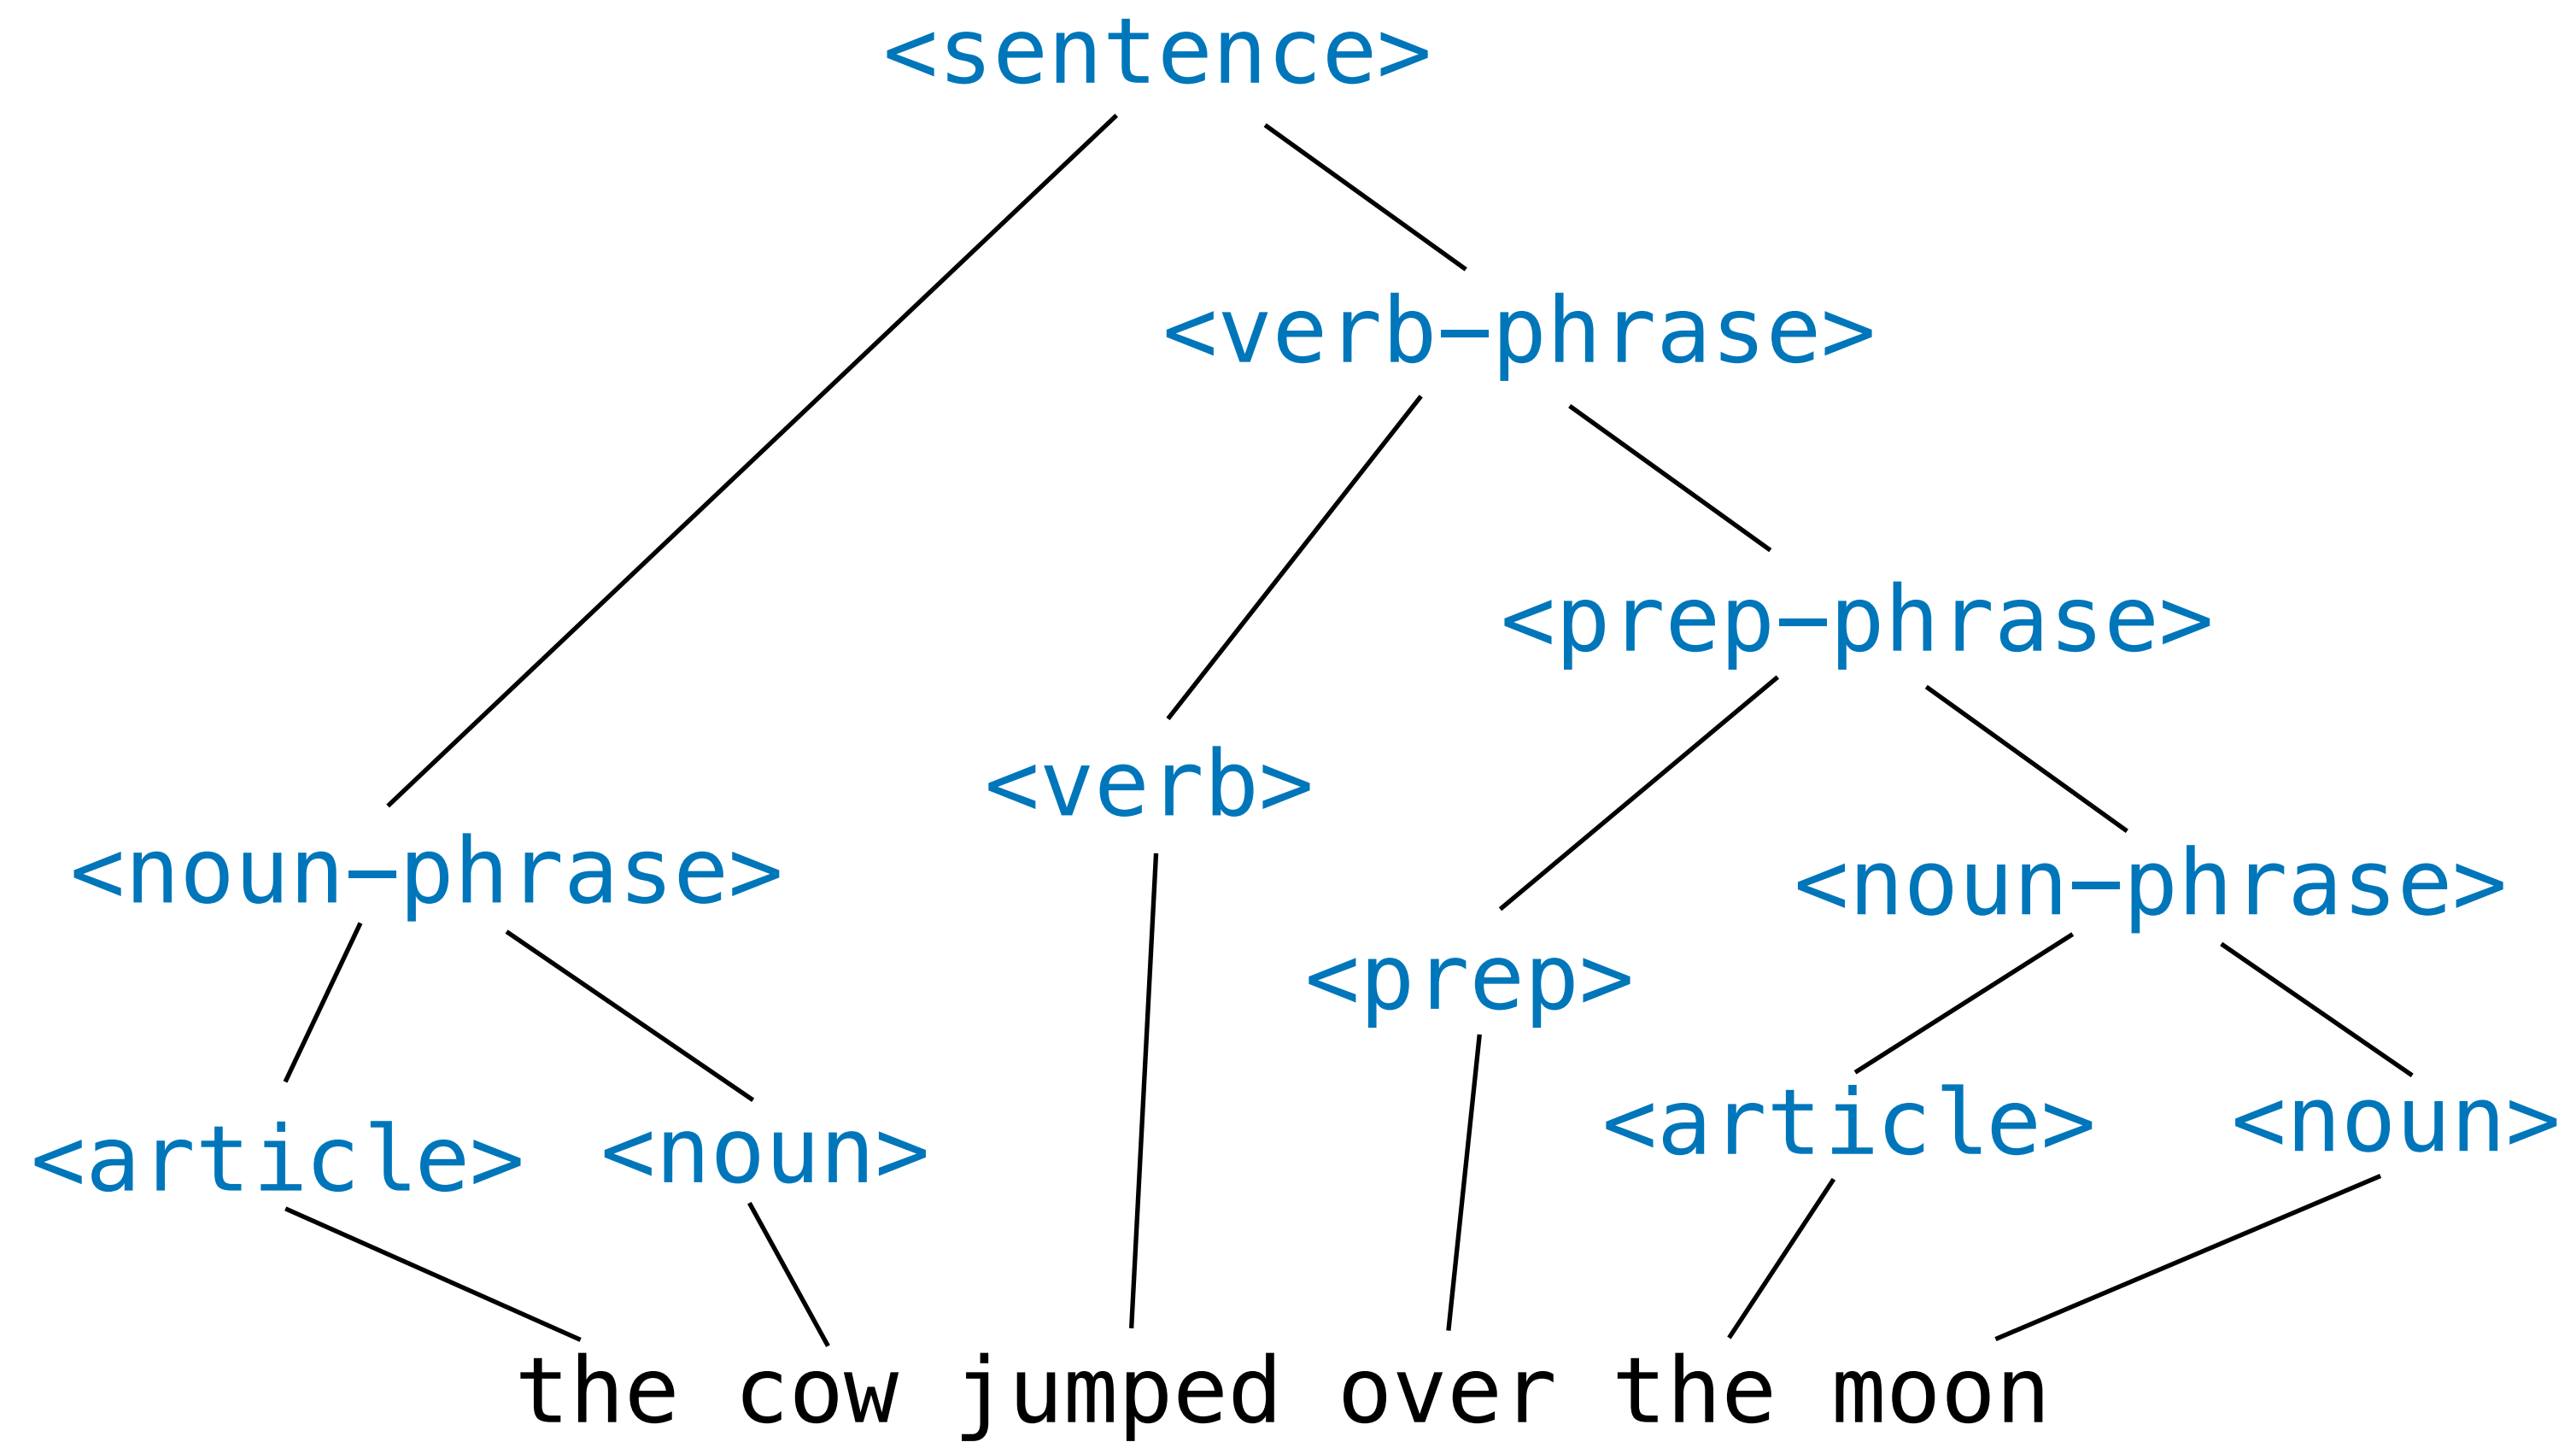 <sentence>
<verb-phrase>
<prep-phrase>
<verb>
<noun-phrase> <noun-phrase>
<prep>
<article> <noun> <article> <noun>
the cow jumped over the moon